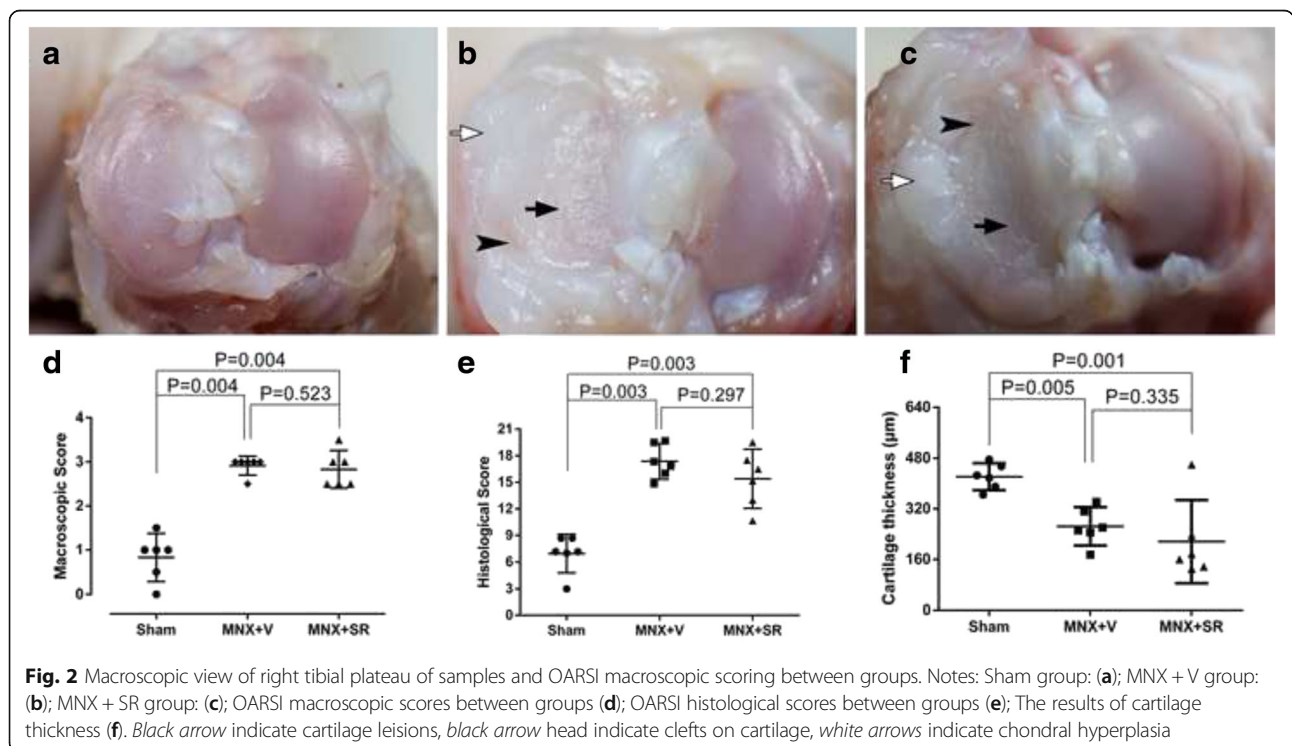 a
b
c
d
P=0.004
P=0.004
P=0.523
Macroscopic Score
4
3
2
1
0
Sham
MNX+V
MNX+SR
e
P=0.003
P=0.003
P=0.297
Histological Score
21
18
15
12
9
6
3
0
Sham
MNX+V
MNX+SR
f
P=0.001
P=0.005
P=0.335
Cartilage thickness (μm)
640
480
320
160
0
Sham
MNX+V
MNX+SR
Fig. 2 Macroscopic view of right tibial plateau of samples and OARSI macroscopic scoring between groups. Notes: Sham group: (a); MNX + V group:
(b); MNX + SR group: (c); OARSI macroscopic scores between groups (d); OARSI histological scores between groups (e); The results of cartilage
thickness (f). Black arrow indicate cartilage leisions, black arrow head indicate clefts on cartilage, white arrows indicate chondral hyperplasia